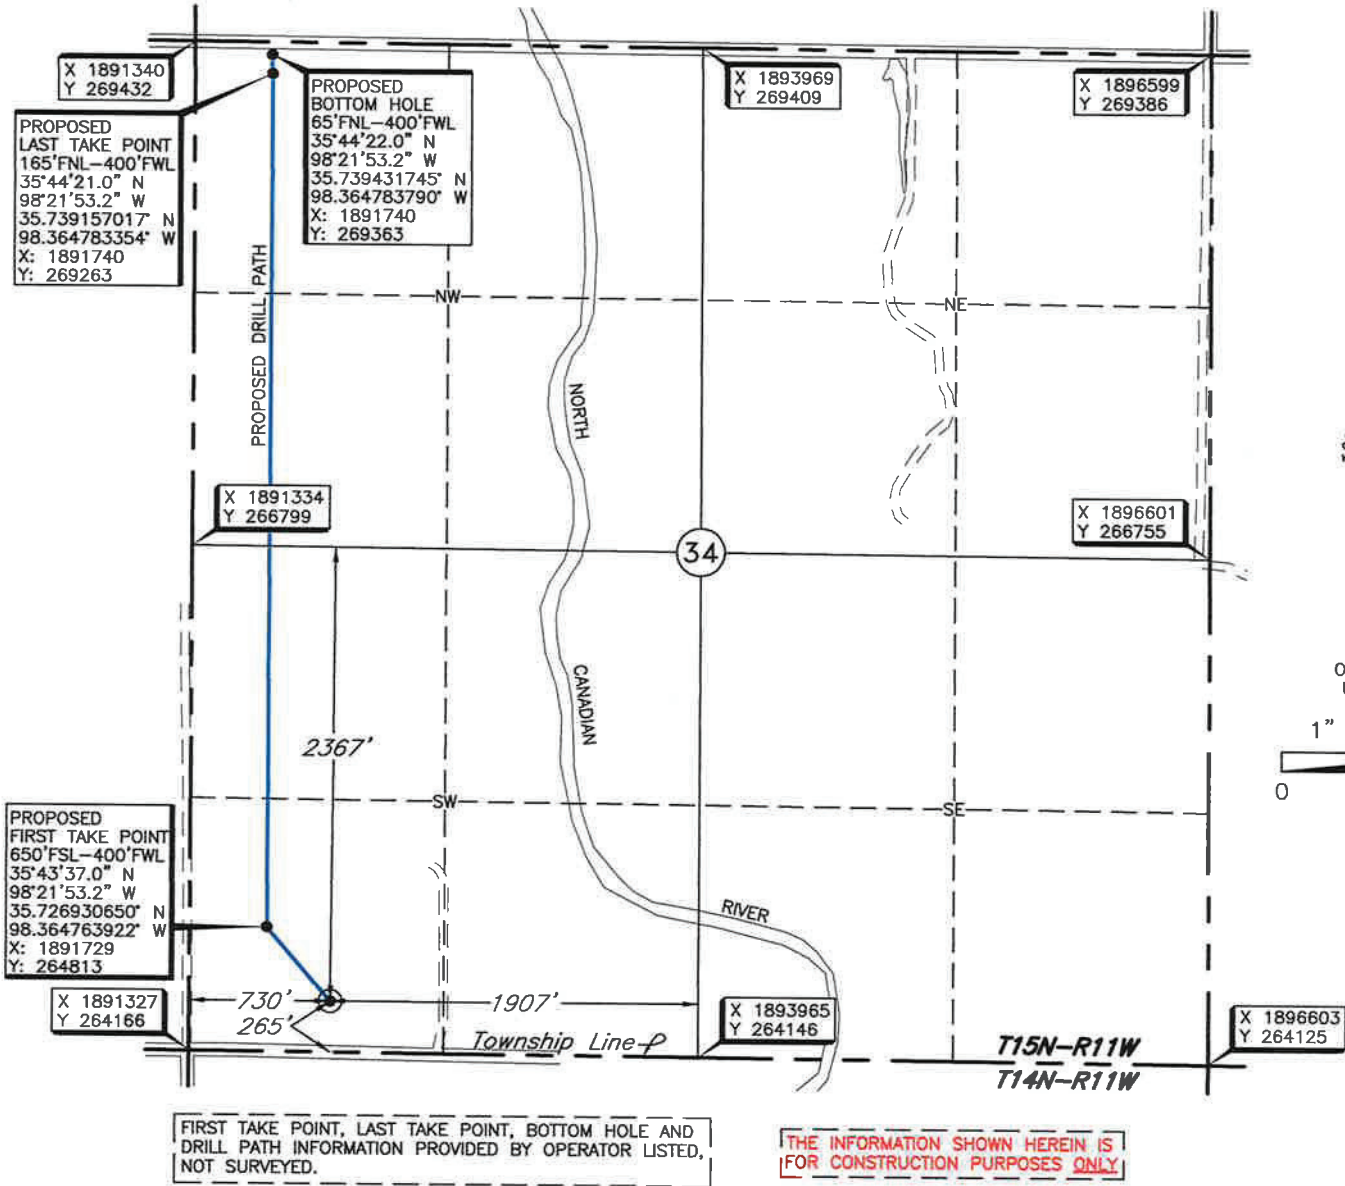 X 1891340
Y 269432
PROPOSED
BOTTOM HOLE
65'FNL-400'FWL
35°44'22.0" N
98°21'53.2" W
35.739431745° N
98.364783790° W
X: 1891740
Y: 269363
X 1893969
Y 269409
X 1896599
Y 269386
PROPOSED
LAST TAKE POINT
165'FNL-400'FWL
35°44'21.0" N
98°21'53.2" W
35.739157017° N
98.364783354° W
X: 1891740
Y: 269263
PROPOSED DRILL PATH
NW
NE
NORTH
X 1891334
Y 266799
X 1896601
Y 266755
34
CANADIAN
2367'
1"
0
SW
SE
PROPOSED
FIRST TAKE POINT
650'FSL-400'FWL
35°43'37.0" N
98°21'53.2" W
35.726930650° N
98.364763922° W
X: 1891729
Y: 264813
RIVER
X 1891327
Y 264166
730'
1907'
265'
X 1893965
Y 264146
X 1896603
Y 264125
Township Line
T15N-R11W
T14N-R11W
FIRST TAKE POINT, LAST TAKE POINT, BOTTOM HOLE AND
DRILL PATH INFORMATION PROVIDED BY OPERATOR LISTED,
NOT SURVEYED.
THE INFORMATION SHOWN HEREIN IS
FOR CONSTRUCTION PURPOSES ONLY